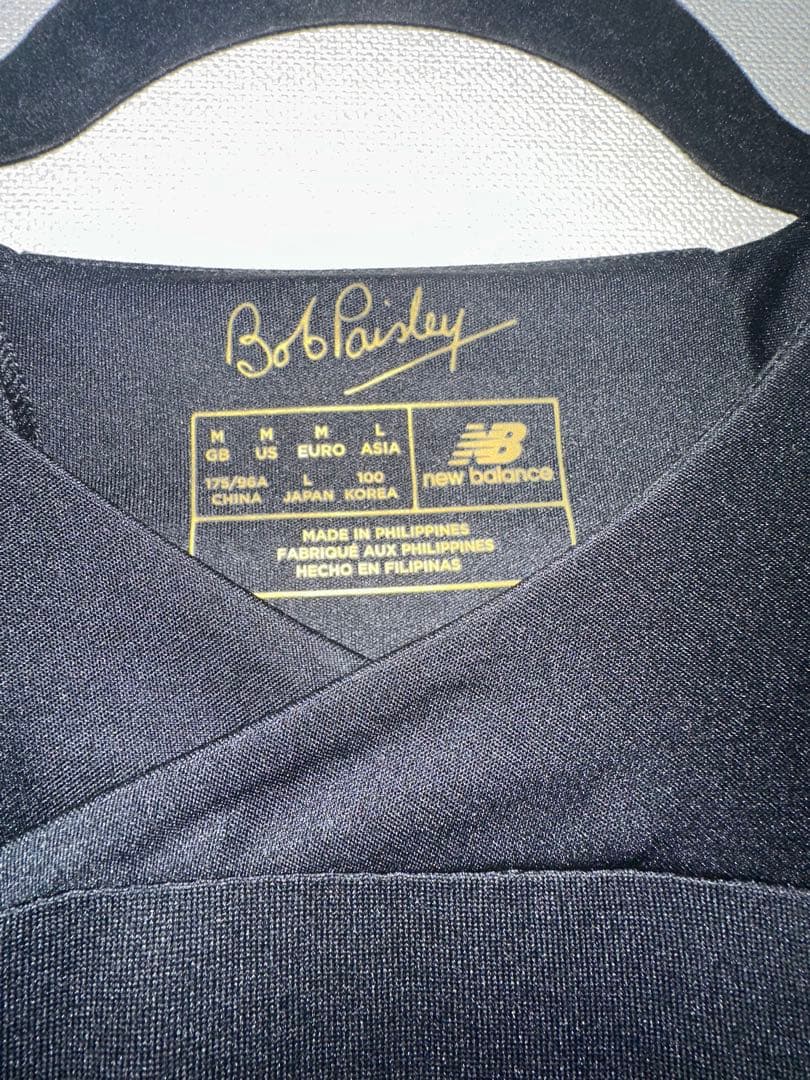 Bob Paisley
M M M L
GB US EURO ASIA
175/96A L 100
CHINA JAPAN KOREA
NB
new balance
MADE IN PHILIPPINES
FABRIQUÉ AUX PHILIPPINES
HECHO EN FILIPINAS